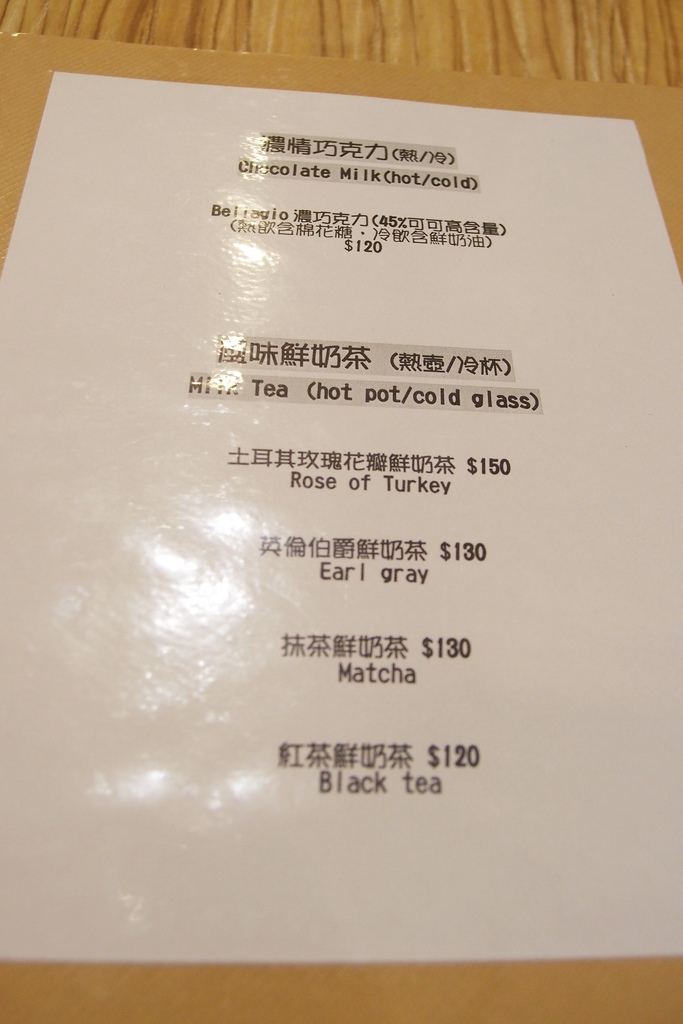 濃情巧克力(熱/冷)
Chocolate Milk(hot/cold)
Bellagio 濃巧克力(45%可可高含量)
(熱飲含棉花糖．冷飲含鮮奶油)
$120
風味鮮奶茶 (熱壺/冷杯)
Milk Tea (hot pot/cold glass)
土耳其玫瑰花瓣鮮奶茶 $150
Rose of Turkey
英倫伯爵鮮奶茶 $130
Earl gray
抹茶鮮奶茶 $130
Matcha
紅茶鮮奶茶 $120
Black tea